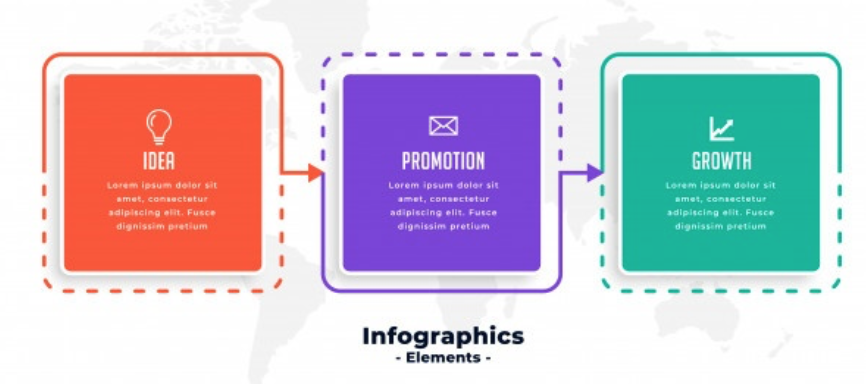 IDEA
Lorem ipsum dolor sit
amet, consectetur
adipiscing elit. Fusce
dignissim pretium
PROMOTION
Lorem ipsum dolor sit
amet, consectetur
adipiscing elit. Fusce
dignissim pretium
GROWTH
Lorem ipsum dolor sit
amet, consectetur
adipiscing elit. Fusce
dignissim pretium
Infographics
- Elements -